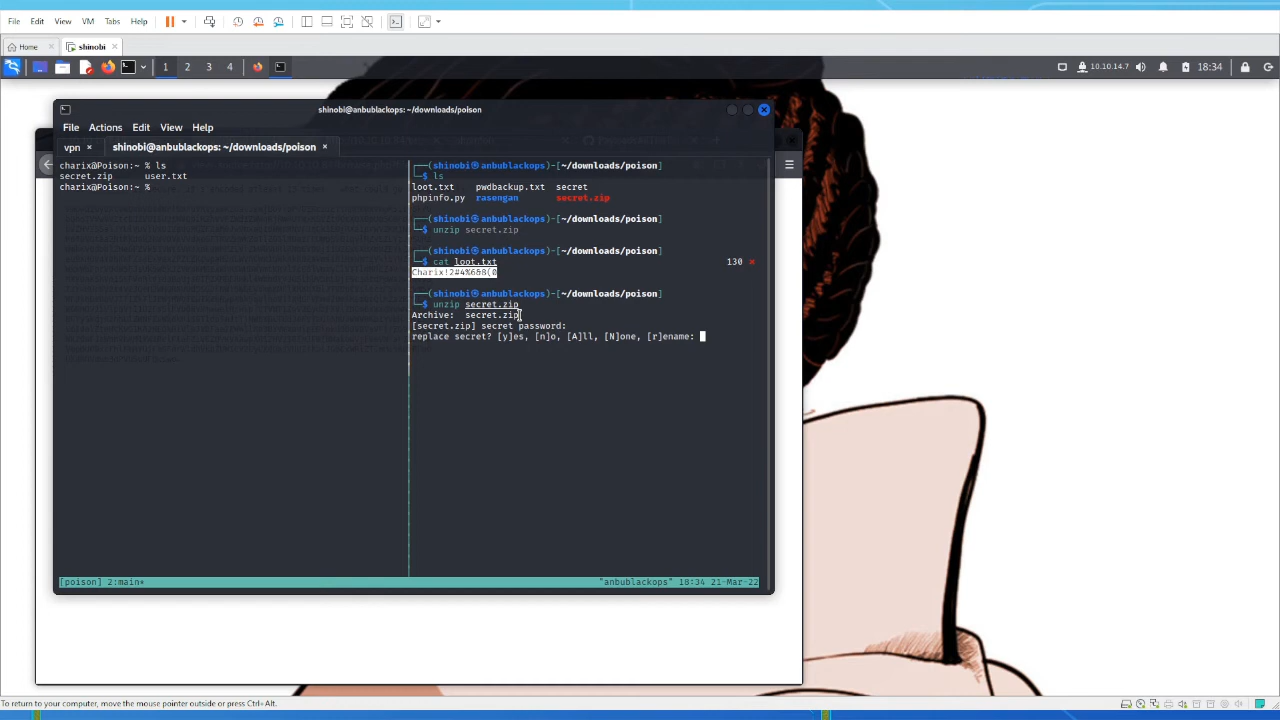 File Edit View VM Tabs Help
Home shinobi
1 2 3 4 10.10.14.7 18:34
shinobi@anbublackops: ~/downloads/poison
File Actions Edit View Help
vpn shinobi@anbublackops: ~/downloads/poison
charix@Poison:~ % ls
secret.zip user.txt
charix@Poison:~ %
(shinobi㉿anbublackops)-[~/downloads/poison]
$ ls
loot.txt pwdbackup.txt secret
phpinfo.py rasengan secret.zip
(shinobi㉿anbublackops)-[~/downloads/poison]
$ unzip secret.zip
(shinobi㉿anbublackops)-[~/downloads/poison]
$ cat loot.txt 130
Charix!2#4%6&8(0
(shinobi㉿anbublackops)-[~/downloads/poison]
$ unzip secret.zip
Archive: secret.zip
[secret.zip] secret password:
replace secret? [y]es, [n]o, [A]ll, [N]one, [r]ename:
[poison] 2:main* "anbublackops" 18:34 21-Mar-22
To return to your computer, move the mouse pointer outside or press Ctrl+Alt.